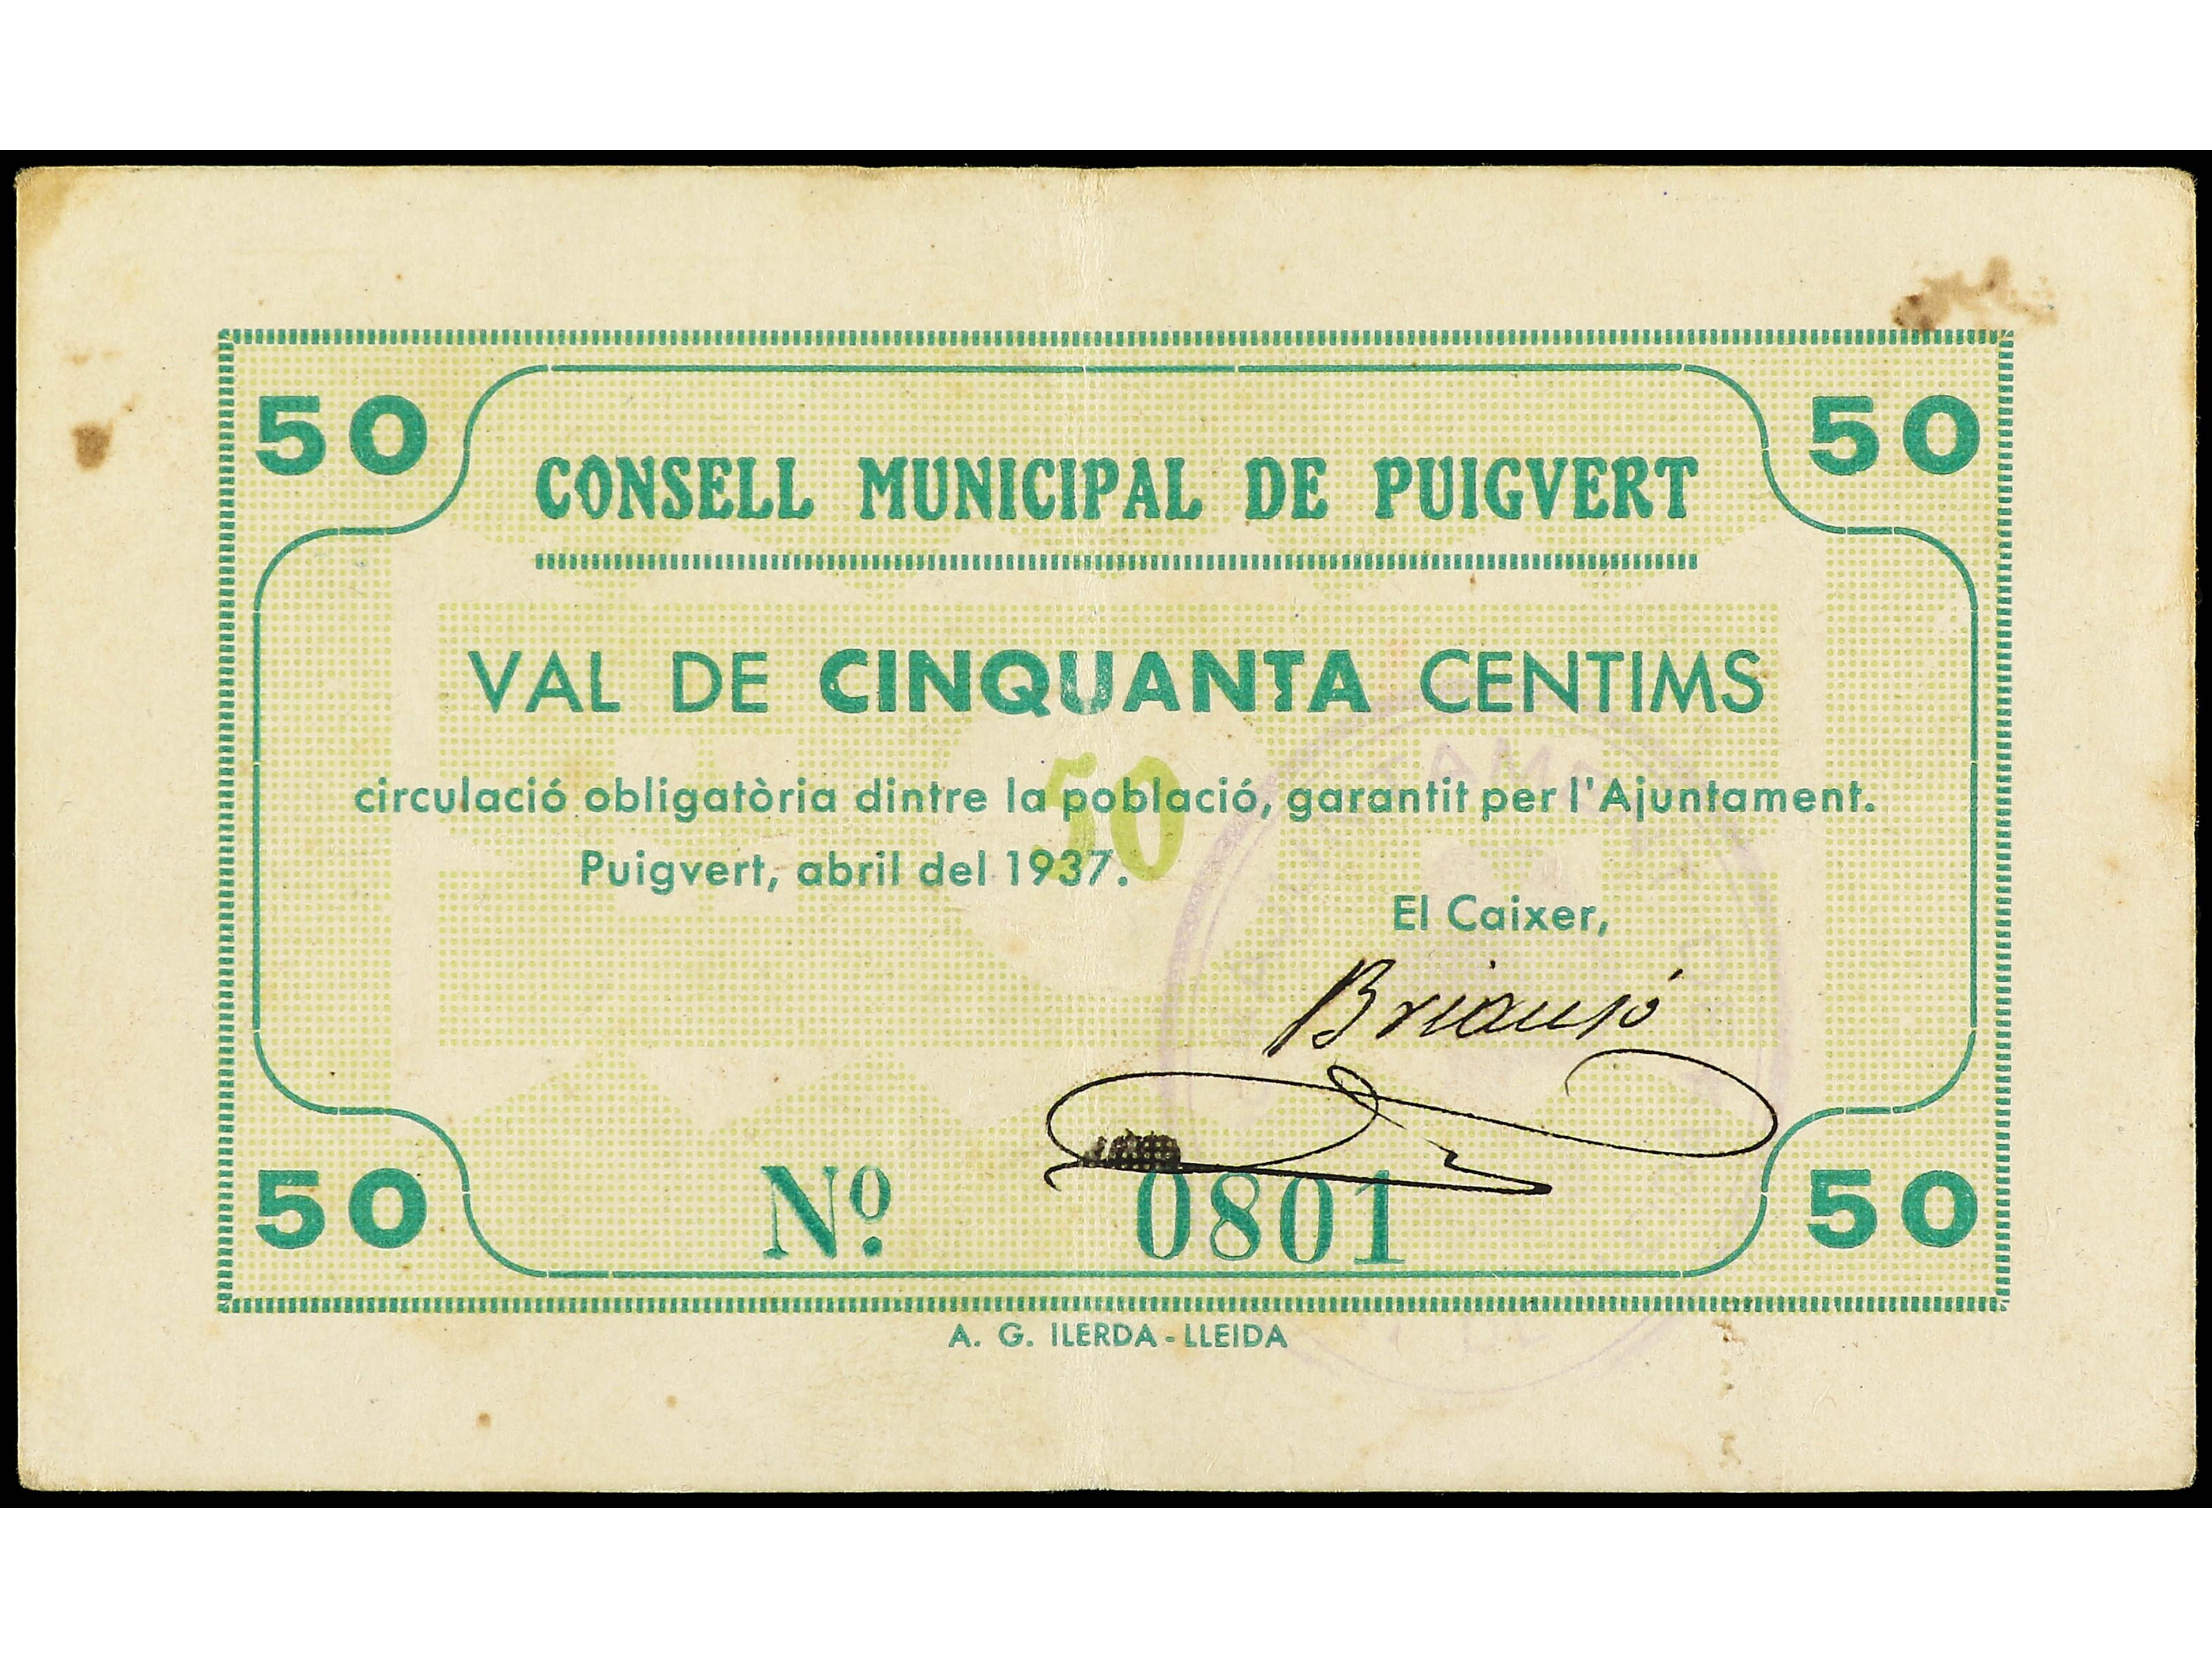 50 50
CONSELL MUNICIPAL DE PUIGVERT
VAL DE CINQUANTA CENTIMS
50
circulació obligatòria dintre la població, garantit per l'Ajuntament.
Puigvert, abril del 1937.
El Caixer,
Briansó
50 Nº 0801 50
A. G. ILERDA - LLEIDA